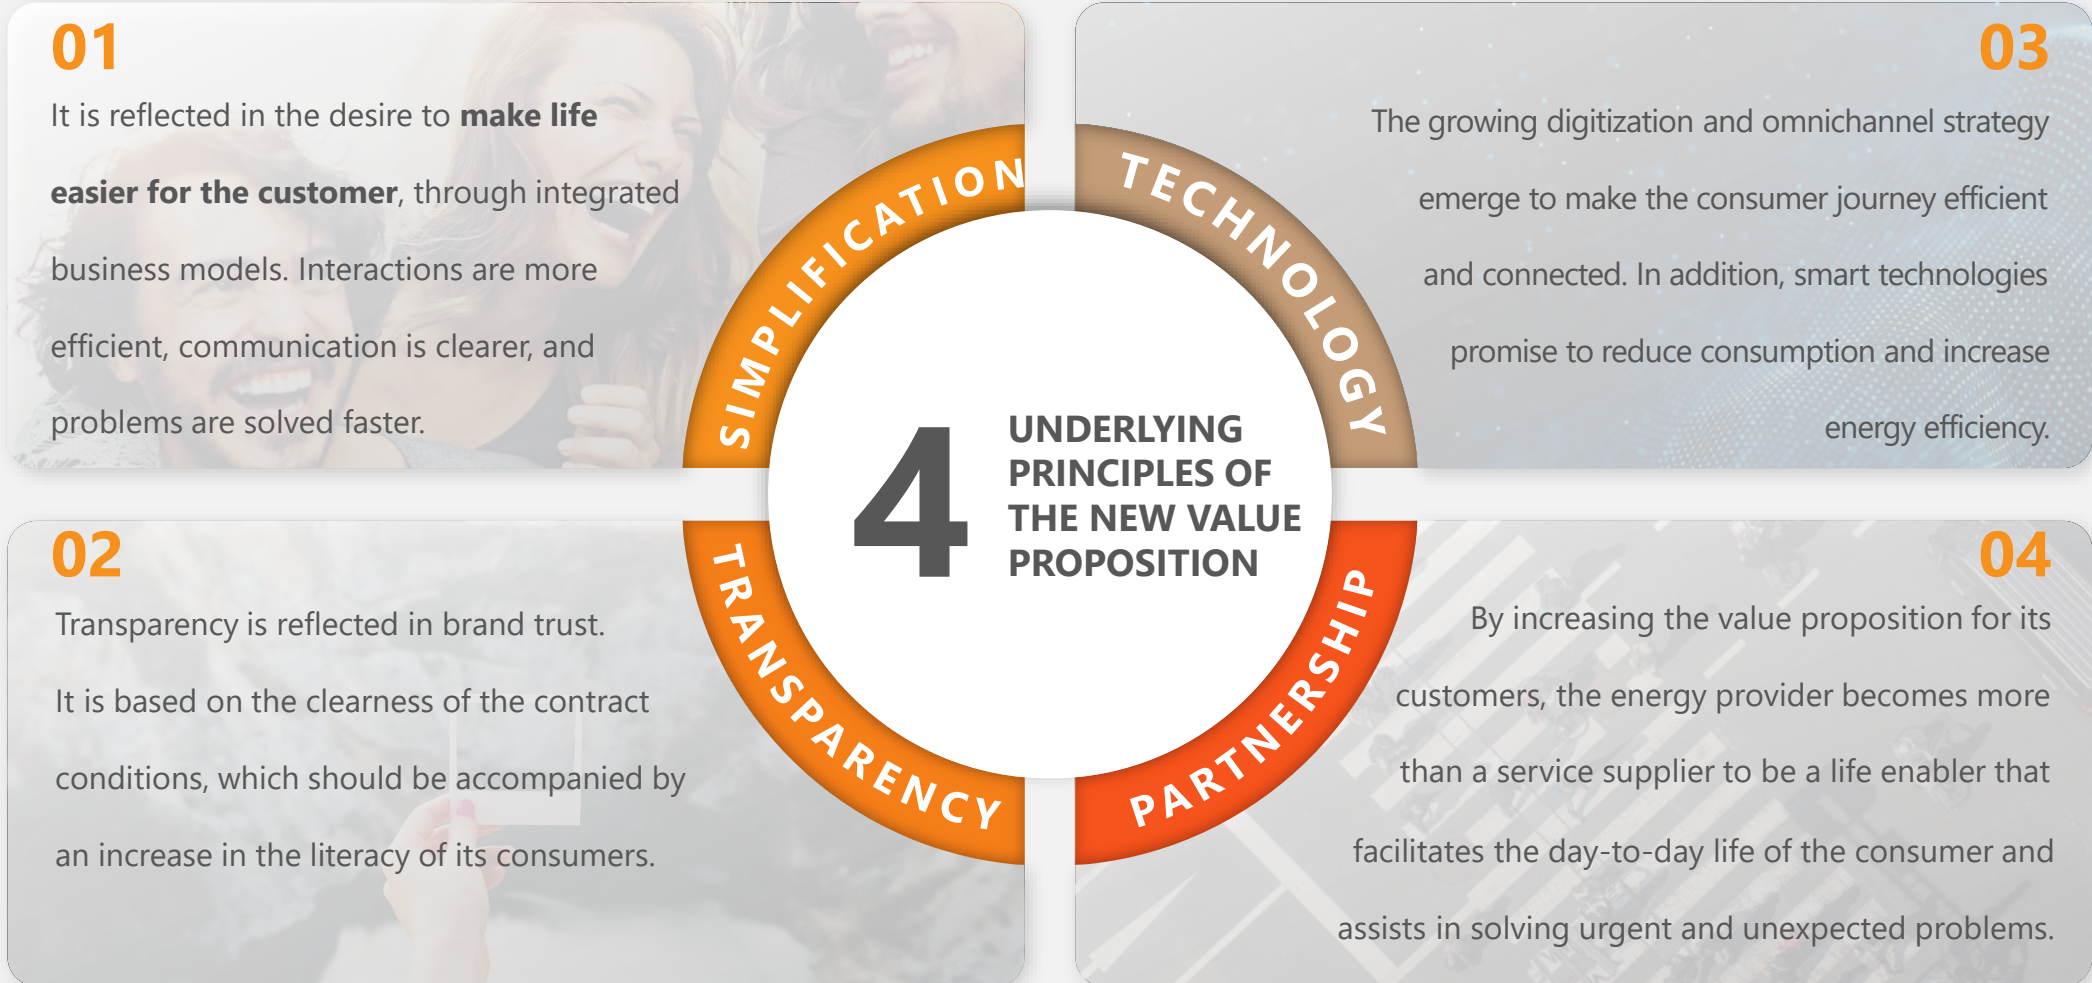 01
It is reflected in the desire to make life
easier for the customer, through integrated
business models. Interactions are more
efficient, communication is clearer, and
problems are solved faster.
SIMPLIFICATION
02
Transparency is reflected in brand trust.
It is based on the clearness of the contract
conditions, which should be accompanied by
an increase in the literacy of its consumers.
TRANSPARENCY
4
UNDERLYING
PRINCIPLES OF
THE NEW VALUE
PROPOSITION
03
TECHNOLOGY
The growing digitization and omnichannel strategy
emerge to make the consumer journey efficient
and connected. In addition, smart technologies
promise to reduce consumption and increase
energy efficiency.
04
PARTNERSHIP
By increasing the value proposition for its
customers, the energy provider becomes more
than a service supplier to be a life enabler that
facilitates the day-to-day life of the consumer and
assists in solving urgent and unexpected problems.